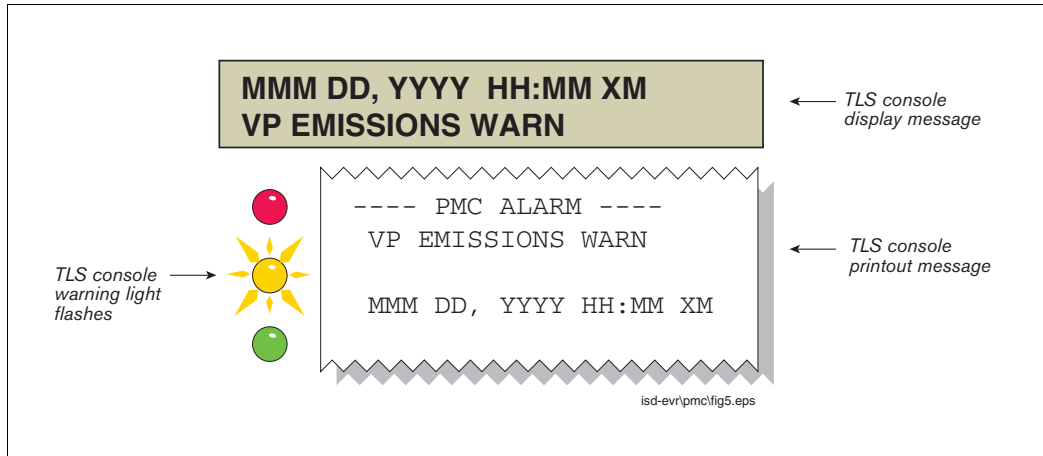 MMM DD, YYYY HH:MM XM
VP EMISSIONS WARN
TLS console
display message
---- PMC ALARM ----
VP EMISSIONS WARN
MMM DD, YYYY HH:MM XM
TLS console
printout message
TLS console
warning light
flashes
isd-evr\pmc\fig5.eps